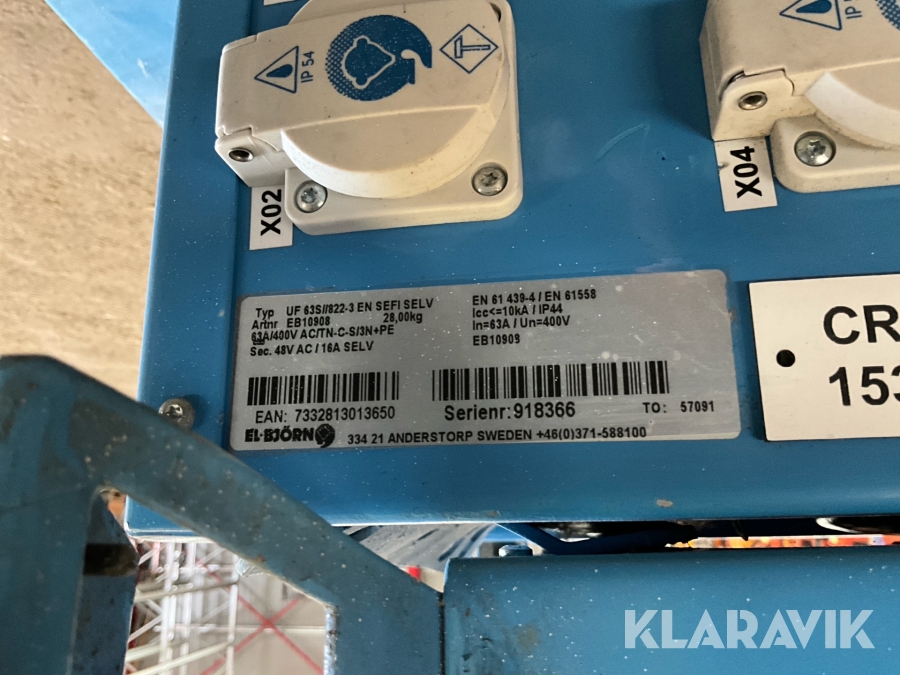 IP 54
IP 5
X02
X04
Typ UF 63S//822-3 EN SEFI SELV
Artnr EB10908 28,00kg
63A/400V AC/TN-C-S/3N+PE
Sec. 48V AC / 16A SELV
EN 61 439-4 / EN 61558
Icc<=10kA / IP44
In=63A / Un=400V
EB10909
EAN: 7332813013650
Serienr: 918366
TO: 57091
EL-BJÖRN
334 21 ANDERSTORP SWEDEN +46(0)371-588100
CR
153
KLARAVIK